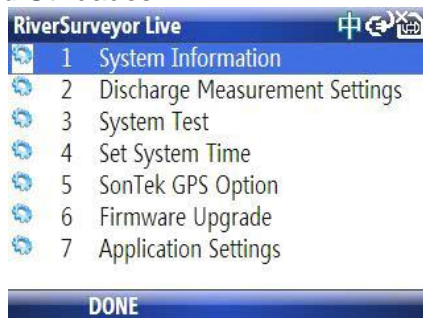 RiverSurveyor Live 中
1 System Information
2 Discharge Measurement Settings
3 System Test
4 Set System Time
5 SonTek GPS Option
6 Firmware Upgrade
7 Application Settings
DONE